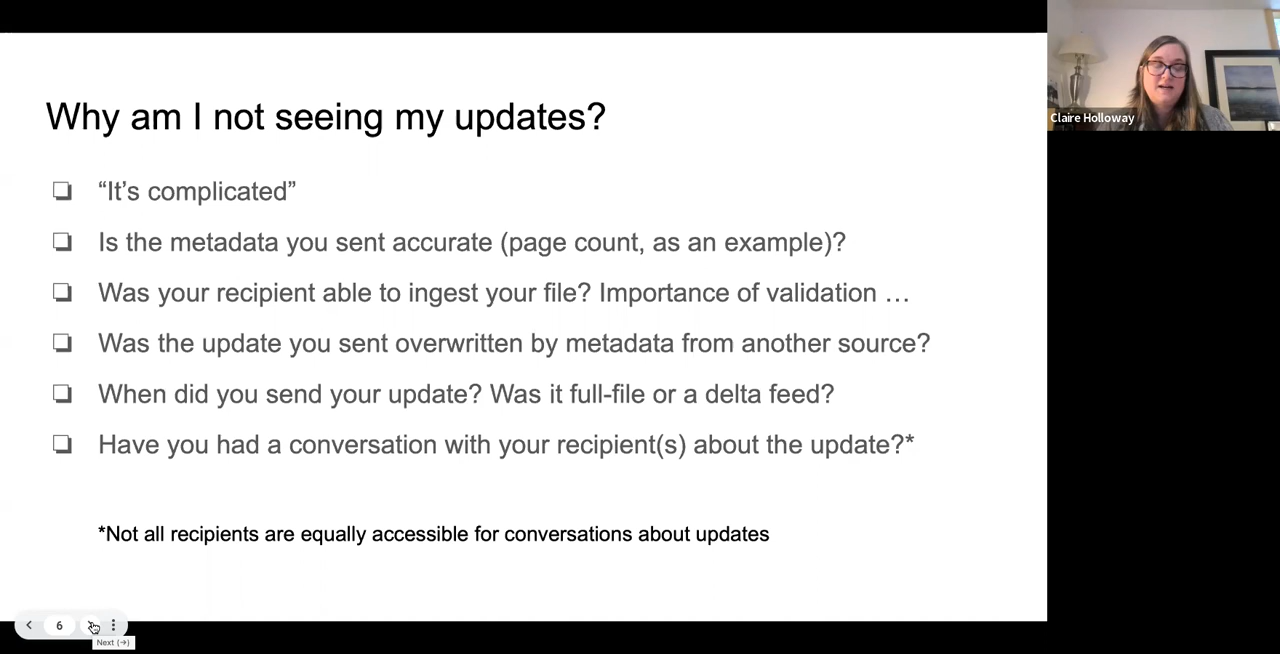 Why am I not seeing my updates?
“It’s complicated”
Is the metadata you sent accurate (page count, as an example)?
Was your recipient able to ingest your file? Importance of validation …
Was the update you sent overwritten by metadata from another source?
When did you send your update? Was it full-file or a delta feed?
Have you had a conversation with your recipient(s) about the update?*
*Not all recipients are equally accessible for conversations about updates
Claire Holloway
6
Next (→)